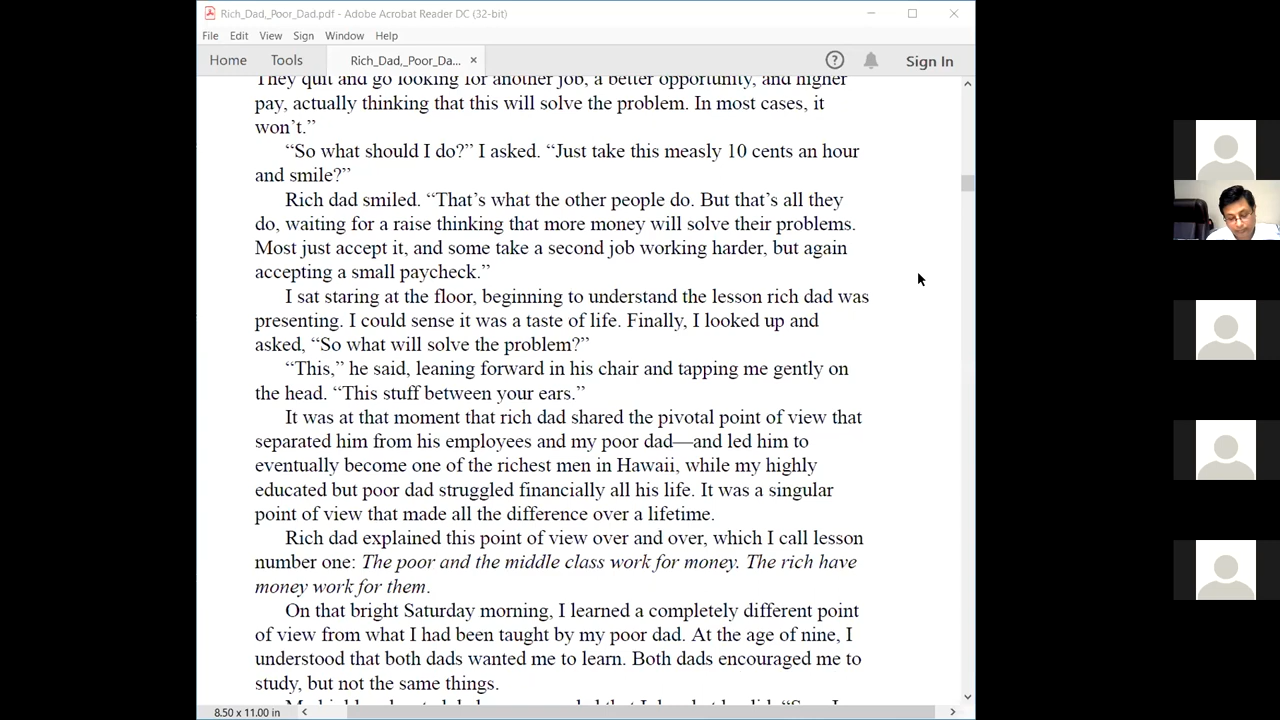 Rich_Dad,_Poor_Dad.pdf - Adobe Acrobat Reader DC (32-bit)
File Edit View Sign Window Help
Home Tools Rich_Dad,_Poor_Da... × Sign In
They quit and go looking for another job, a better opportunity, and higher
pay, actually thinking that this will solve the problem. In most cases, it
won’t.”
“So what should I do?” I asked. “Just take this measly 10 cents an hour
and smile?”
Rich dad smiled. “That’s what the other people do. But that’s all they
do, waiting for a raise thinking that more money will solve their problems.
Most just accept it, and some take a second job working harder, but again
accepting a small paycheck.”
I sat staring at the floor, beginning to understand the lesson rich dad was
presenting. I could sense it was a taste of life. Finally, I looked up and
asked, “So what will solve the problem?”
“This,” he said, leaning forward in his chair and tapping me gently on
the head. “This stuff between your ears.”
It was at that moment that rich dad shared the pivotal point of view that
separated him from his employees and my poor dad—and led him to
eventually become one of the richest men in Hawaii, while my highly
educated but poor dad struggled financially all his life. It was a singular
point of view that made all the difference over a lifetime.
Rich dad explained this point of view over and over, which I call lesson
number one: The poor and the middle class work for money. The rich have
money work for them.
On that bright Saturday morning, I learned a completely different point
of view from what I had been taught by my poor dad. At the age of nine, I
understood that both dads wanted me to learn. Both dads encouraged me to
study, but not the same things.
8.50 x 11.00 in